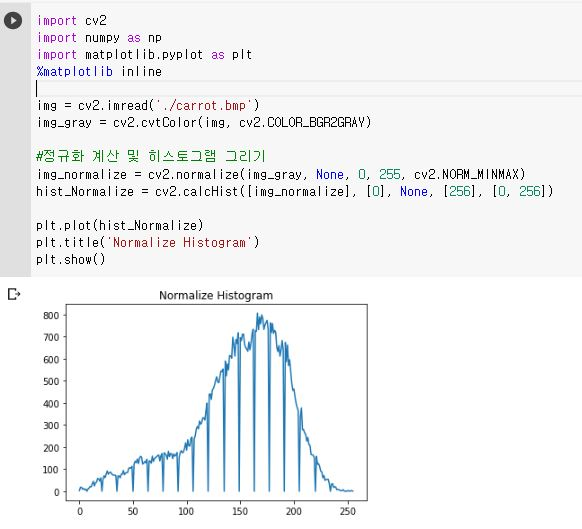 import cv2
import numpy as np
import matplotlib.pyplot as plt
%matplotlib inline
img = cv2.imread('./carrot.bmp')
img_gray = cv2.cvtColor(img, cv2.COLOR_BGR2GRAY)
#정규화 계산 및 히스토그램 그리기
img_normalize = cv2.normalize(img_gray, None, 0, 255, cv2.NORM_MINMAX)
hist_Normalize = cv2.calcHist([img_normalize], [0], None, [256], [0, 256])
plt.plot(hist_Normalize)
plt.title('Normalize Histogram')
plt.show()
Normalize Histogram
800
700
600
500
400
300
200
100
0
0 50 100 150 200 250